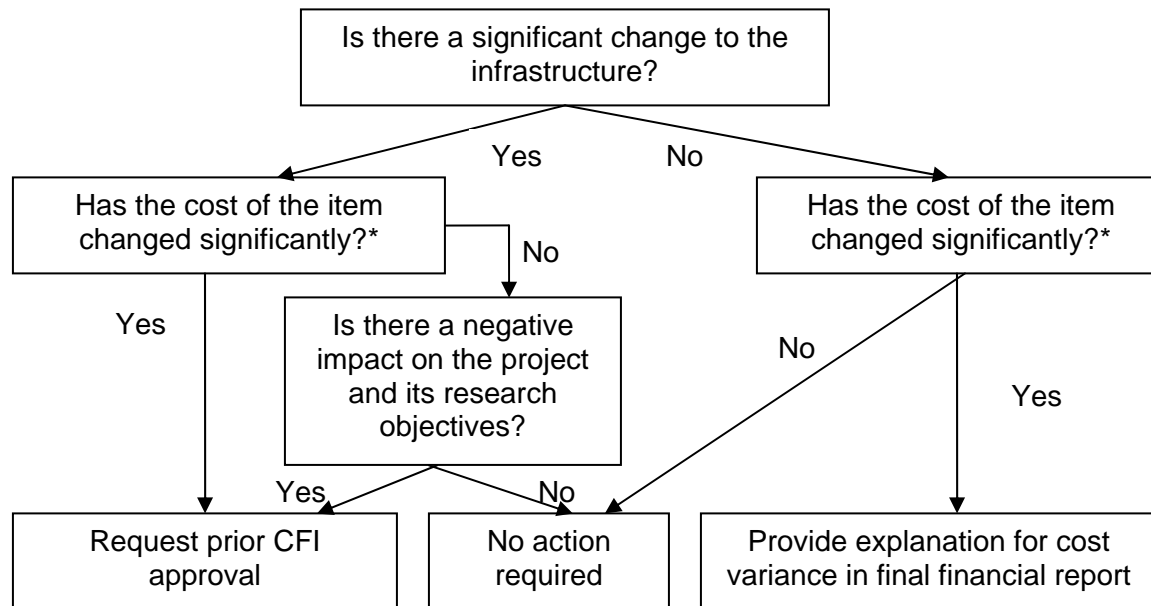 Is there a significant change to the
infrastructure?
Yes
No
Has the cost of the item
changed significantly?*
Has the cost of the item
changed significantly?*
No
Yes
Is there a negative
impact on the project
and its research
objectives?
No
Yes
Yes
No
Request prior CFI
approval
No action
required
Provide explanation for cost
variance in final financial report